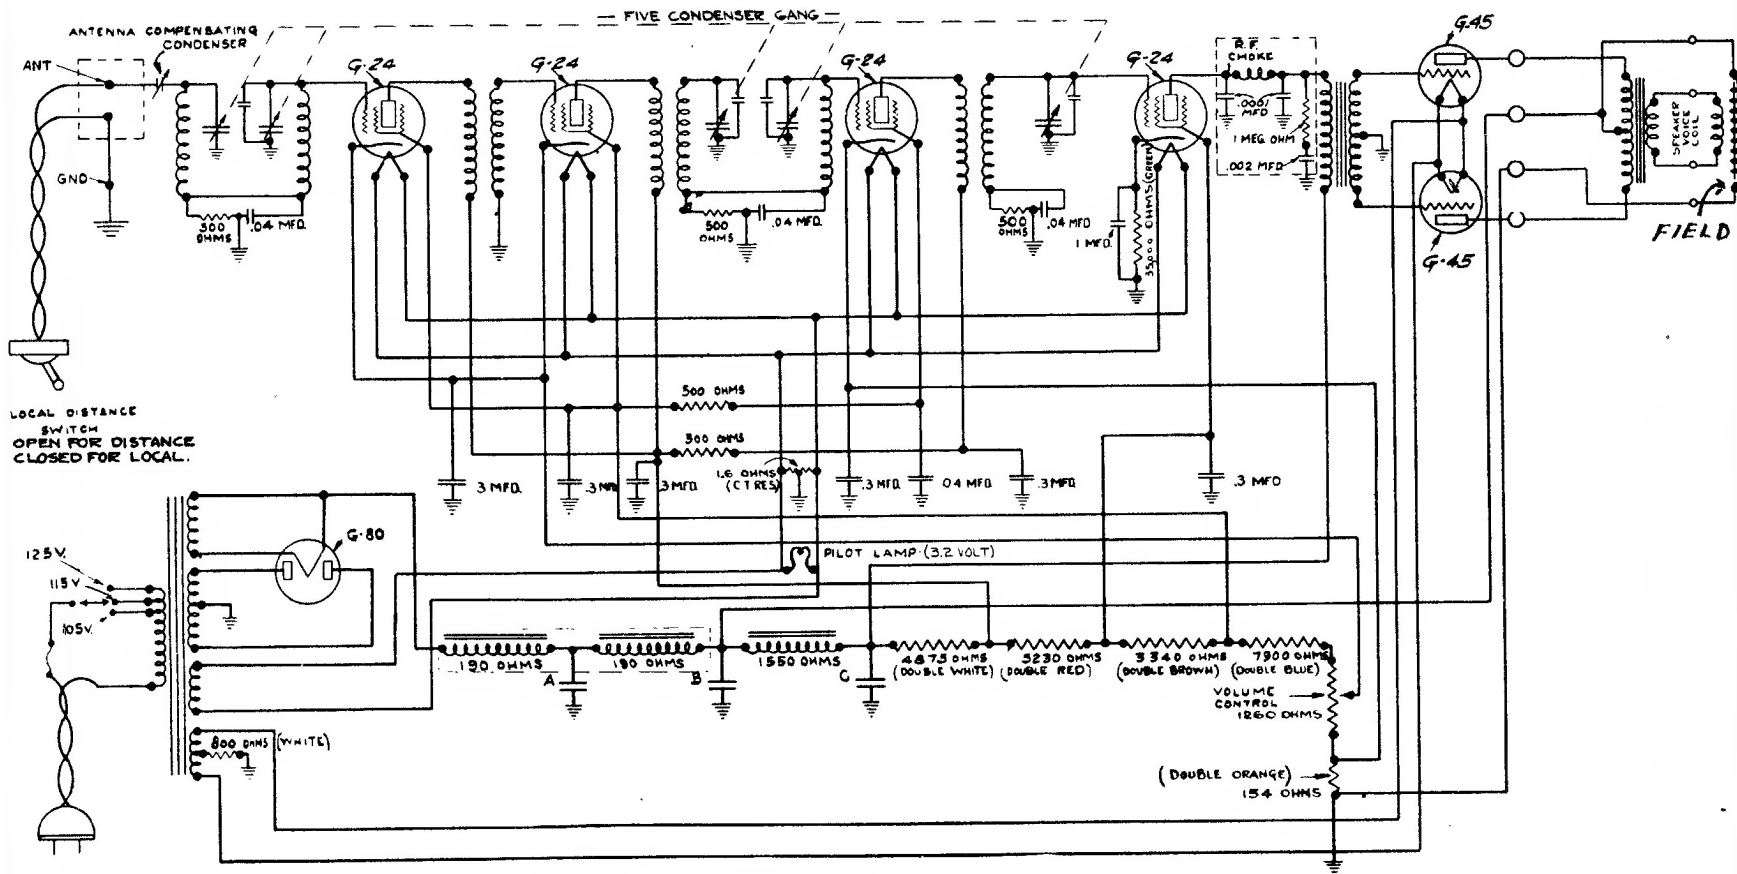 FIVE CONDENSER GANG
ANTENNA COMPENSATING
CONDENSER
ANT
GND
G-24
G-24
G-24
G-24
R.F.
CHOKE
.0001
MFD
1 MEG. OHM
.002 MFD.
G-45
G-45
SPEAKER
VOICE
COIL
FIELD
500
OHMS
.04 MFD.
500
OHMS
.04 MFD.
500
OHMS
.04 MFD
1 MFD.
35000 OHMS (GREEN)
LOCAL DISTANCE
SWITCH
OPEN FOR DISTANCE
CLOSED FOR LOCAL.
500 OHMS
500 OHMS
1.6 OHMS
(C T RES)
.3 MFD.
.3 MFD
.3 MFD
.3 MFD
.04 MFD
.3 MFD.
.3 MFD
G-80
125V.
115V
105V.
PILOT LAMP-(3.2 VOLT)
190 OHMS
190 OHMS
1550 OHMS
4875 OHMS
(DOUBLE WHITE)
5230 OHMS
(DOUBLE RED)
3340 OHMS
(DOUBLE BROWN)
7900 OHMS
(DOUBLE BLUE)
A
B
C
VOLUME
CONTROL
1260 OHMS
800 OHMS (WHITE)
(DOUBLE ORANGE)
154 OHMS